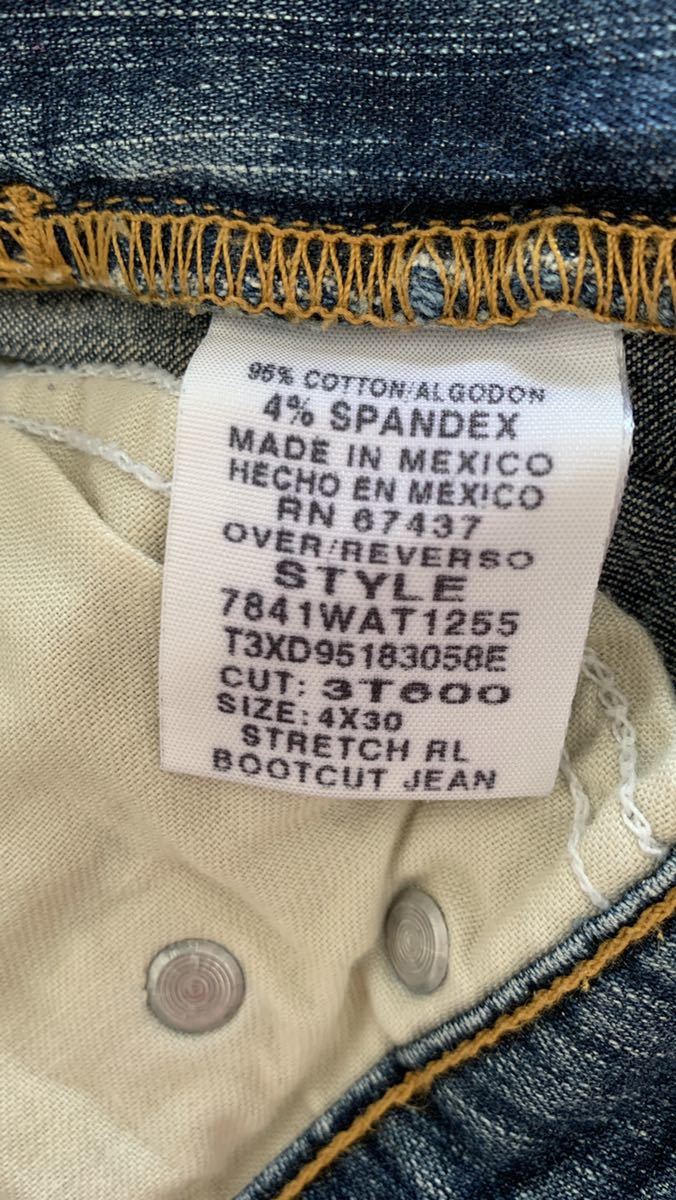 96% COTTON/ALGODON
4% SPANDEX
MADE IN MEXICO
HECHO EN MEXICO
RN 67437
OVER/REVERSO
STYLE
7841WAT1255
T3XD95183058E
CUT: 3T600
SIZE: 4X30
STRETCH RL
BOOTCUT JEAN